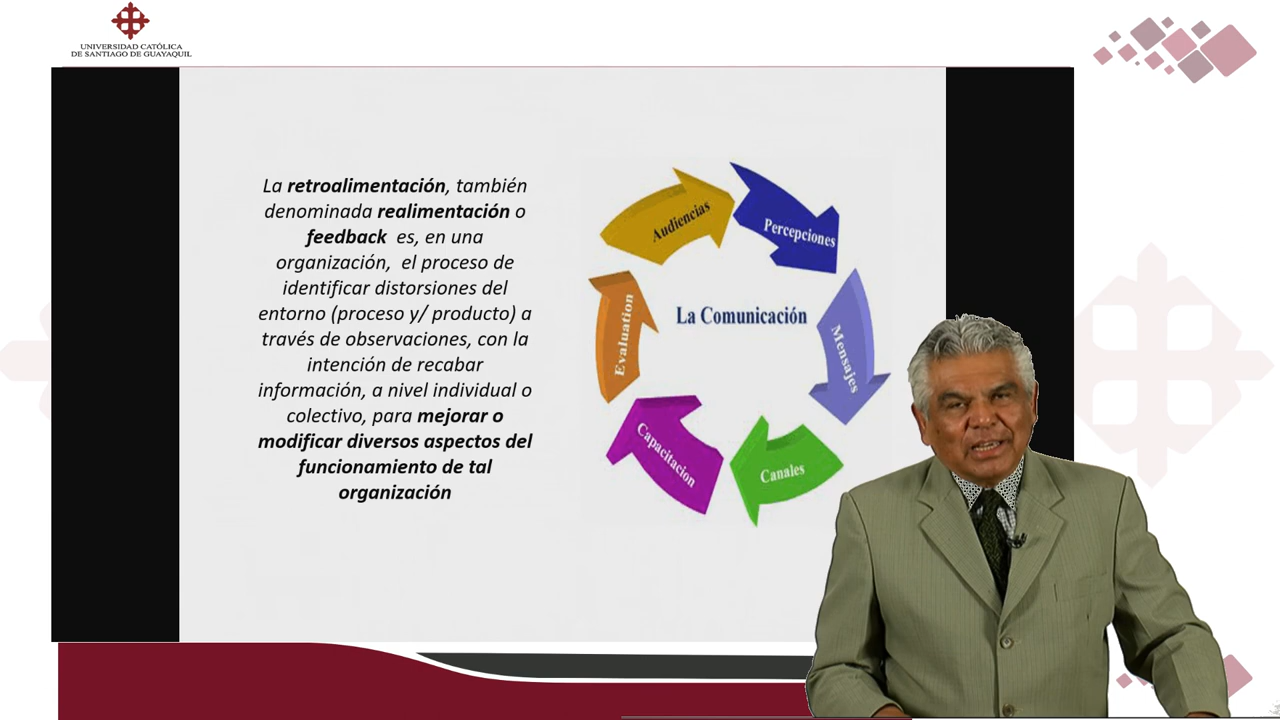 UNIVERSIDAD CATÓLICA
DE SANTIAGO DE GUAYAQUIL
La retroalimentación, también
denominada realimentación o
feedback es, en una
organización, el proceso de
identificar distorsiones del
entorno (proceso y/ producto) a
través de observaciones, con la
intención de recabar
información, a nivel individual o
colectivo, para mejorar o
modificar diversos aspectos del
funcionamiento de tal
organización
Audiencias
Percepciones
La Comunicación
Evaluation
Mensajes
Capacitacion
Canales